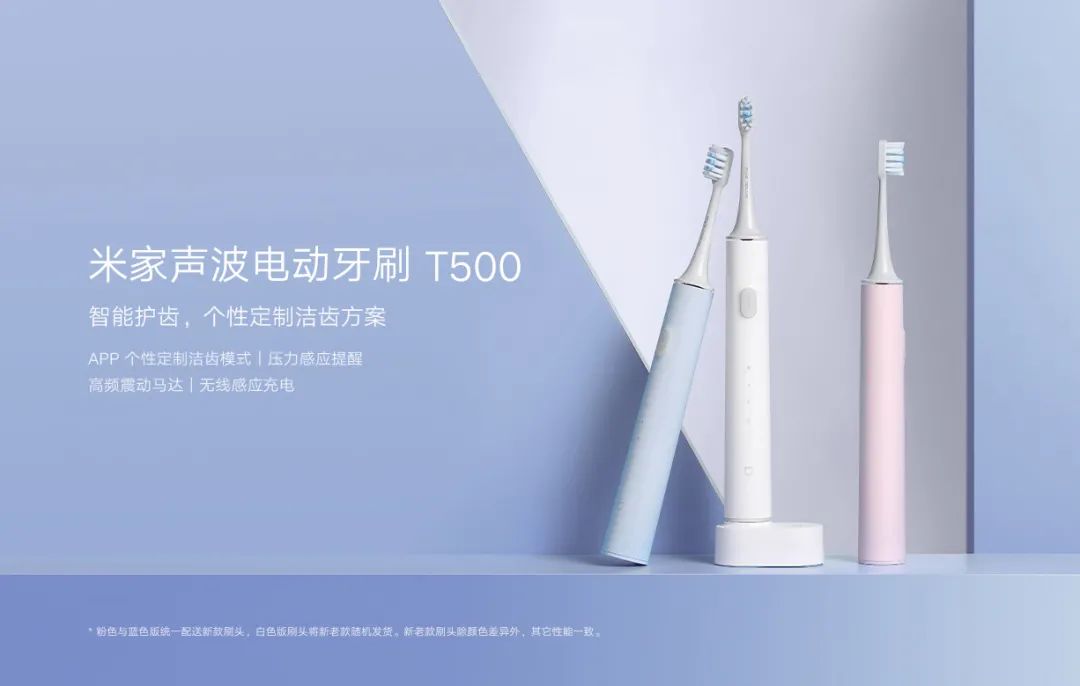 米家声波电动牙刷 T500
智能护齿，个性定制洁齿方案
APP 个性定制洁齿模式丨压力感应提醒
高频震动马达丨无线感应充电
* 粉色与蓝色版统一配送新款刷头，白色版刷头将新老款随机发货。新老款刷头除颜色差异外，其它性能一致。